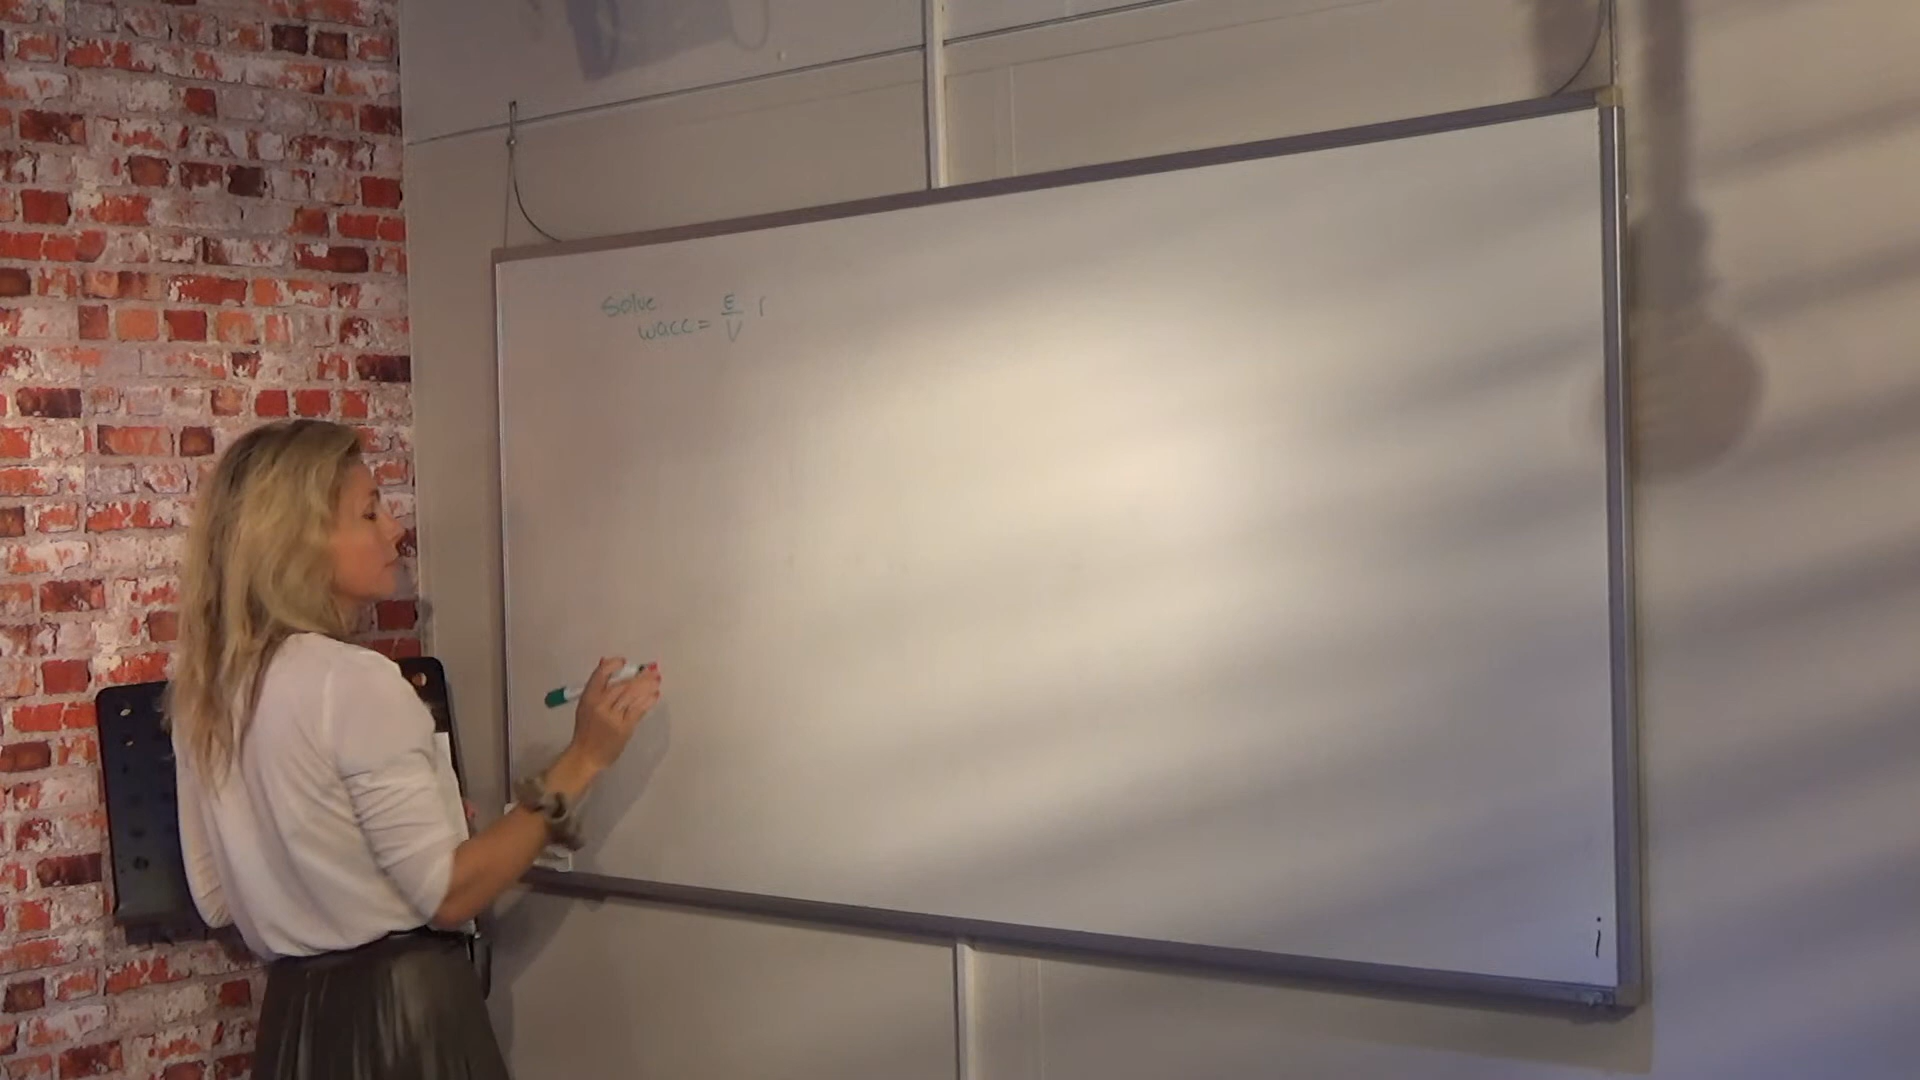 Solve
wacc = E/V r
i